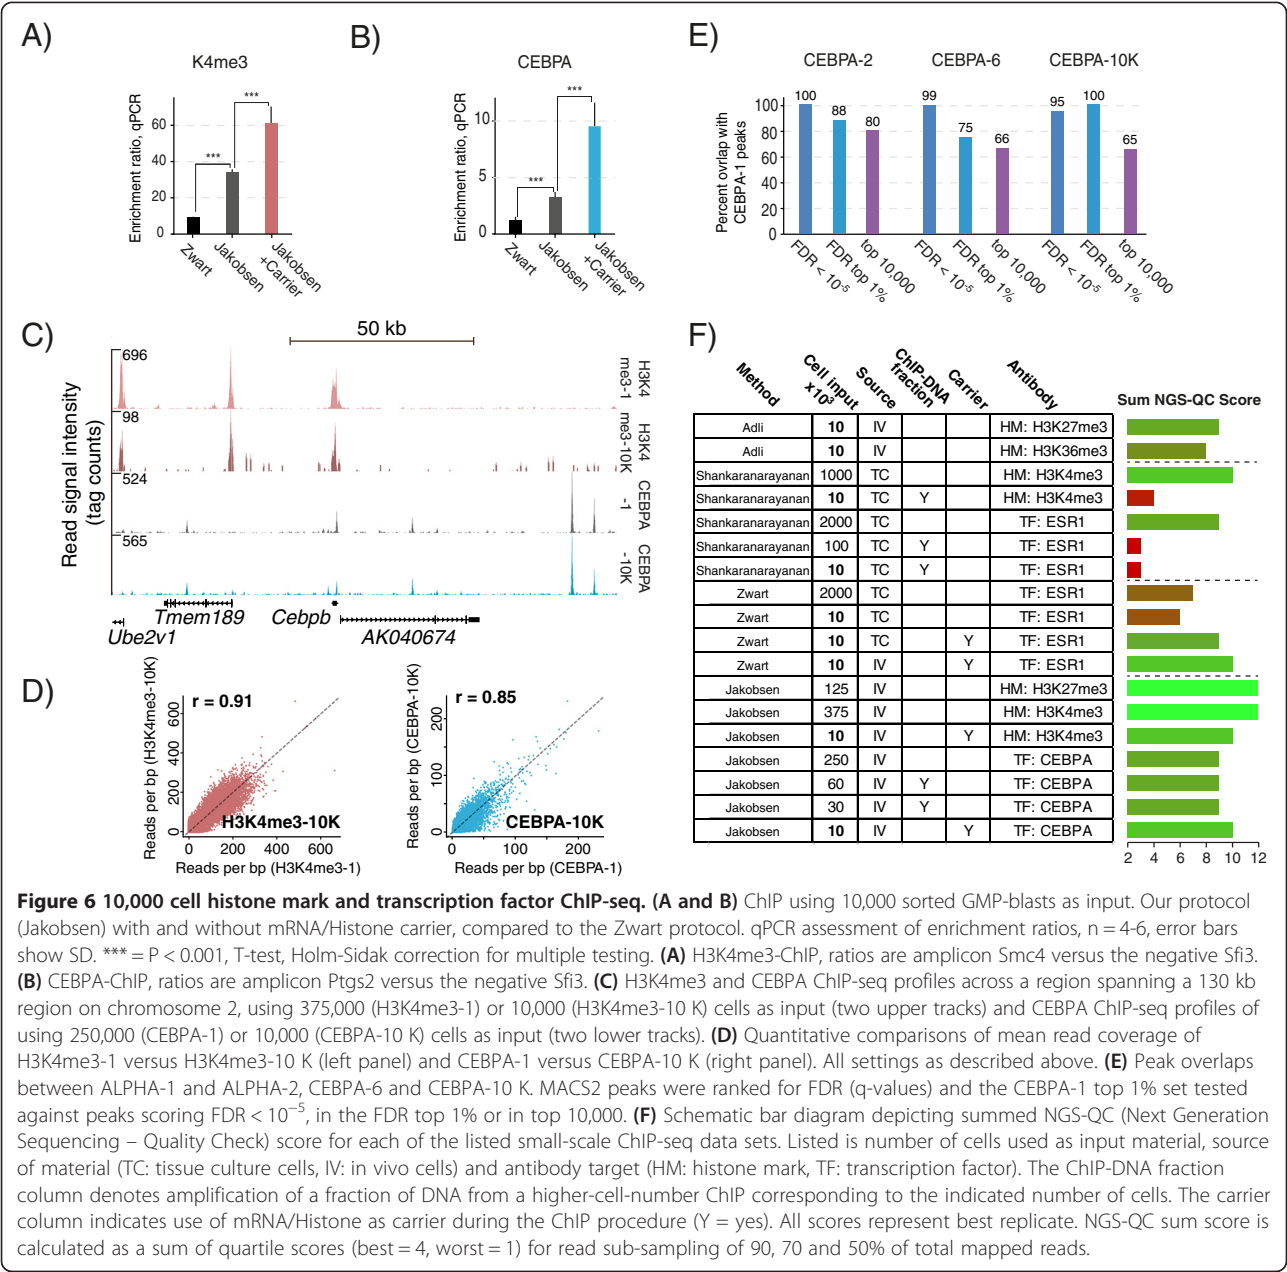 A)
K4me3
Enrichment ratio, qPCR
60
40
20
0
***
***
Zwart
Jakobsen
Jakobsen
+Carrier
B)
CEBPA
Enrichment ratio, qPCR
10
5
0
***
***
Zwart
Jakobsen
Jakobsen
+Carrier
E)
CEBPA-2
CEBPA-6
CEBPA-10K
Percent ovrlap with
CEBPA-1 peaks
100
80
60
40
20
0
100
88
80
99
75
66
95
100
65
FDR < 10-5
FDR top 1%
top 10,000
FDR < 10-5
FDR top 1%
top 10,000
FDR < 10-5
FDR top 1%
top 10,000
C)
50 kb
Read signal intensity
(tag counts)
696
98
524
565
H3K4
me3-1
H3K4
me3-10K
CEBPA
-1
CEBPA
-10K
Tmem189
Cebpb
Ube2v1
AK040674
D)
r = 0.91
Reads per bp (H3K4me3-10K)
600
400
200
0
H3K4me3-10K
0 200 400 600
Reads per bp (H3K4me3-1)
r = 0.85
Reads per bp (CEBPA-10K)
200
100
0
CEBPA-10K
0 100 200
Reads per bp (CEBPA-1)
F)
Method Cell input x10³ Source ChIP-DNA fraction Carrier Antibody
Sum NGS-QC Score
Adli 10 IV HM: H3K27me3
Adli 10 IV HM: H3K36me3
Shankaranarayanan 1000 TC HM: H3K4me3
Shankaranarayanan 10 TC Y HM: H3K4me3
Shankaranarayanan 2000 TC TF: ESR1
Shankaranarayanan 100 TC Y TF: ESR1
Shankaranarayanan 10 TC Y TF: ESR1
Zwart 2000 TC TF: ESR1
Zwart 10 TC TF: ESR1
Zwart 10 TC Y TF: ESR1
Zwart 10 IV Y TF: ESR1
Jakobsen 125 IV HM: H3K27me3
Jakobsen 375 IV HM: H3K4me3
Jakobsen 10 IV Y HM: H3K4me3
Jakobsen 250 IV TF: CEBPA
Jakobsen 60 IV Y TF: CEBPA
Jakobsen 30 IV Y TF: CEBPA
Jakobsen 10 IV Y TF: CEBPA
2 4 6 8 10 12
Figure 6 10,000 cell histone mark and transcription factor ChIP-seq. (A and B) ChIP using 10,000 sorted GMP-blasts as input. Our protocol
(Jakobsen) with and without mRNA/Histone carrier, compared to the Zwart protocol. qPCR assessment of enrichment ratios, n = 4-6, error bars
show SD. *** = P < 0.001, T-test, Holm-Sidak correction for multiple testing. (A) H3K4me3-ChIP, ratios are amplicon Smc4 versus the negative Sfi3.
(B) CEBPA-ChIP, ratios are amplicon Ptgs2 versus the negative Sfi3. (C) H3K4me3 and CEBPA ChIP-seq profiles across a region spanning a 130 kb
region on chromosome 2, using 375,000 (H3K4me3-1) or 10,000 (H3K4me3-10 K) cells as input (two upper tracks) and CEBPA ChIP-seq profiles of
using 250,000 (CEBPA-1) or 10,000 (CEBPA-10 K) cells as input (two lower tracks). (D) Quantitative comparisons of mean read coverage of
H3K4me3-1 versus H3K4me3-10 K (left panel) and CEBPA-1 versus CEBPA-10 K (right panel). All settings as described above. (E) Peak overlaps
between ALPHA-1 and ALPHA-2, CEBPA-6 and CEBPA-10 K. MACS2 peaks were ranked for FDR (q-values) and the CEBPA-1 top 1% set tested
against peaks scoring FDR < 10⁻⁵, in the FDR top 1% or in top 10,000. (F) Schematic bar diagram depicting summed NGS-QC (Next Generation
Sequencing – Quality Check) score for each of the listed small-scale ChIP-seq data sets. Listed is number of cells used as input material, source
of material (TC: tissue culture cells, IV: in vivo cells) and antibody target (HM: histone mark, TF: transcription factor). The ChIP-DNA fraction
column denotes amplification of a fraction of DNA from a higher-cell-number ChIP corresponding to the indicated number of cells. The carrier
column indicates use of mRNA/Histone as carrier during the ChIP procedure (Y = yes). All scores represent best replicate. NGS-QC sum score is
calculated as a sum of quartile scores (best = 4, worst = 1) for read sub-sampling of 90, 70 and 50% of total mapped reads.